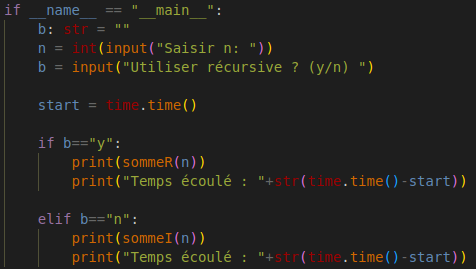 if __name__ == "__main__":
    b: str = ""
    n = int(input("Saisir n: "))
    b = input("Utiliser récursive ? (y/n) ")
    start = time.time()
    if b=="y":
        print(sommeR(n))
        print("Temps écoulé : "+str(time.time()-start))
    elif b=="n":
        print(sommeI(n))
        print("Temps écoulé : "+str(time.time()-start))